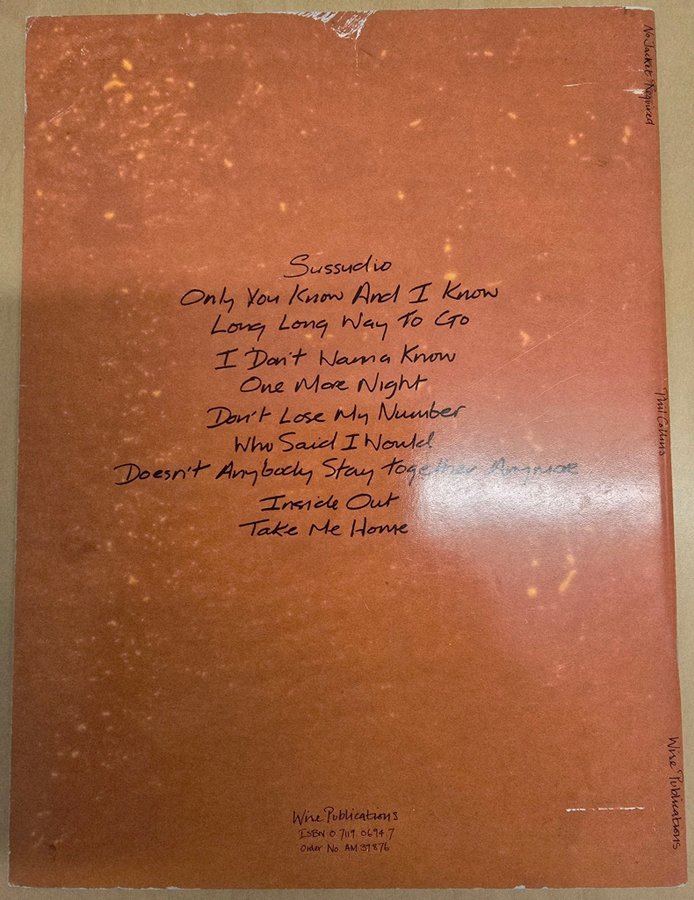 Sussudio
Only You Know And I Know
Long Long Way To Go
I Don't Wanna Know
One More Night
Don't Lose My Number
Who Said I Would
Doesn't Anybody Stay Together Anymore
Inside Out
Take Me Home
Wise Publications
ISBN 0.7119.0694.7
Order No. AM 39876
No Jacket Required
Phil Collins
Wise Publications